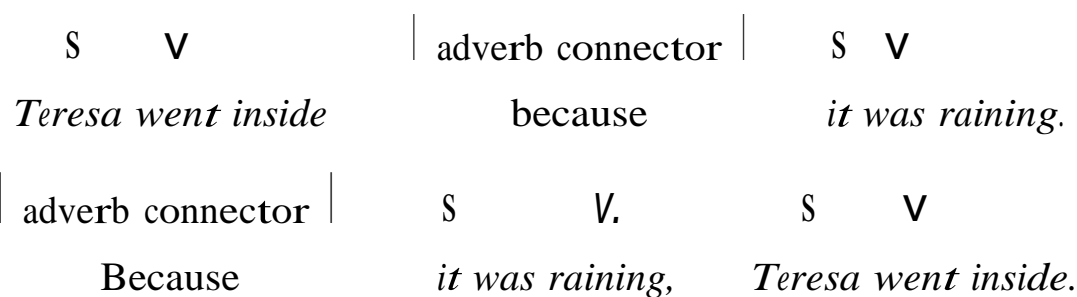 S V | adverb connector | S V
Teresa went inside because it was raining.
| adverb connector | S V. S V
Because it was raining, Teresa went inside.